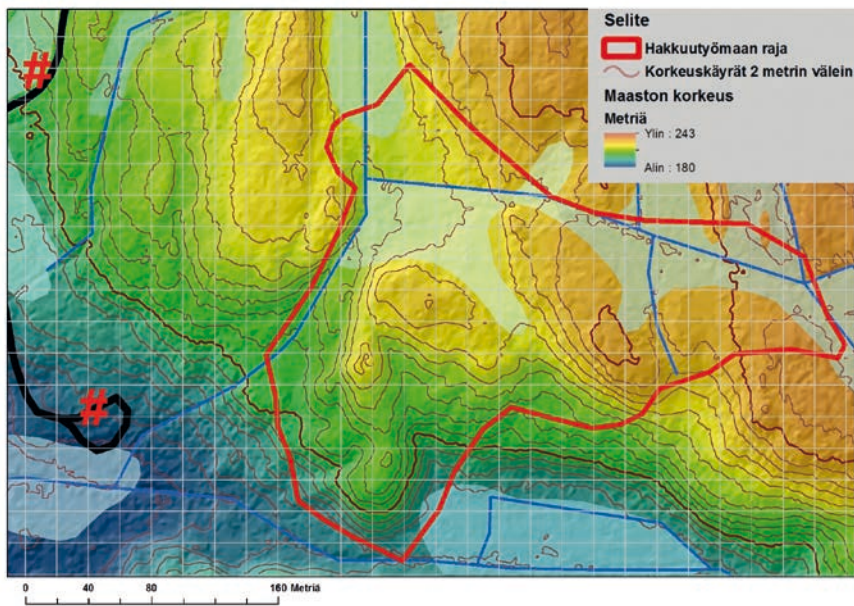 Selite
Hakkuutyömaan raja
Korkeuskäyrät 2 metrin välein
Maaston korkeus
Metriä
Ylin : 243
Alin : 180
#
#
0 40 80 160 Metriä